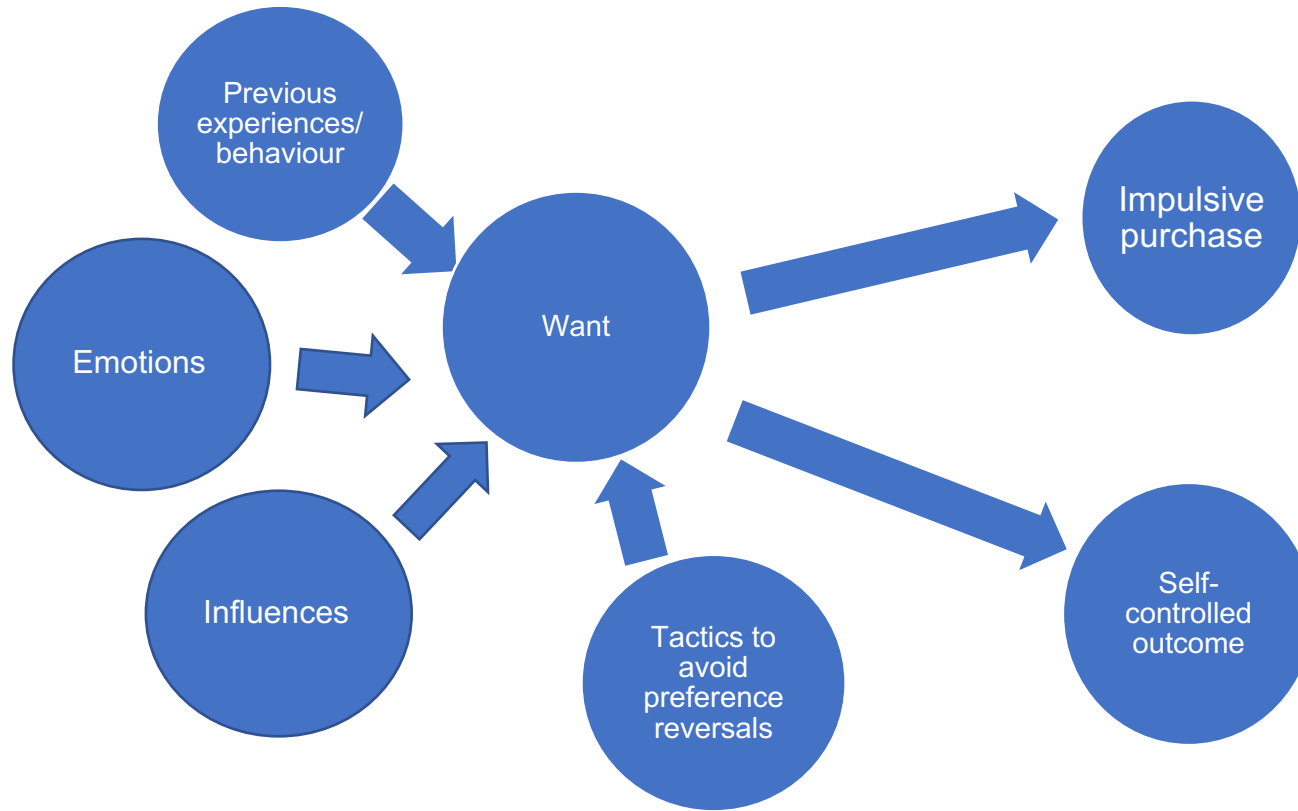 Previous
experiences/
behaviour
Impulsive
purchase
Want
Emotions
Influences
Tactics to
avoid
preference
reversals
Self-
controlled
outcome